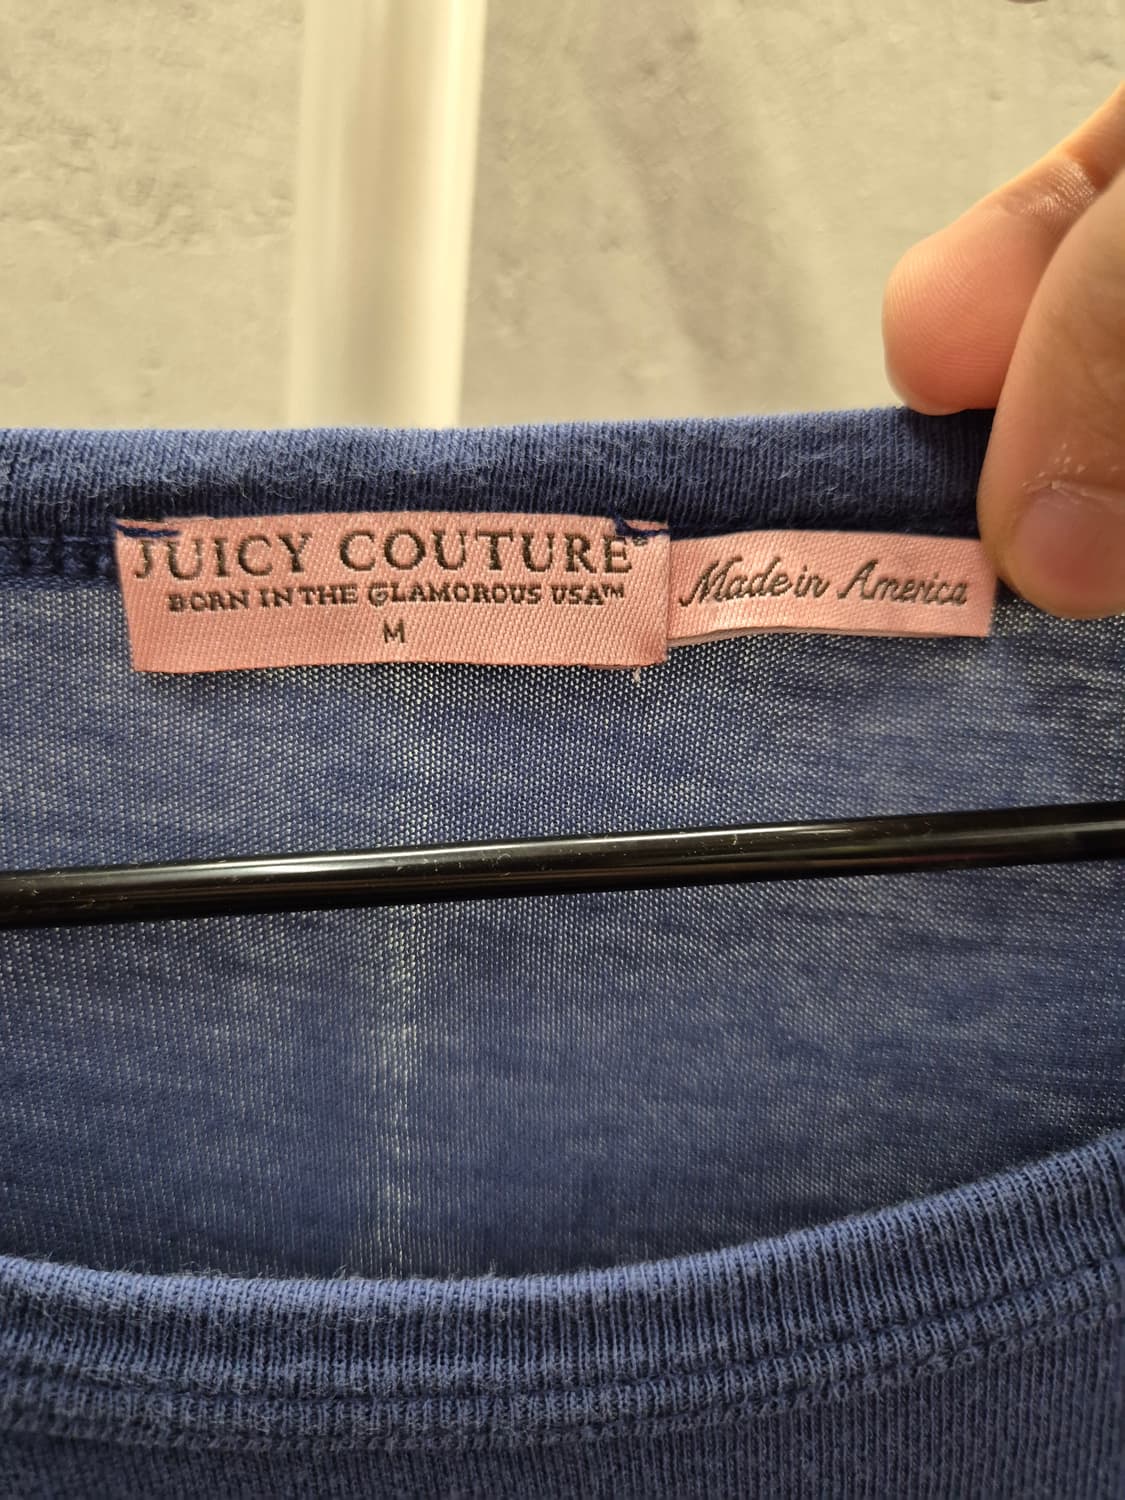 JUICY COUTURE®
BORN IN THE GLAMOROUS USA™
M
Made in America